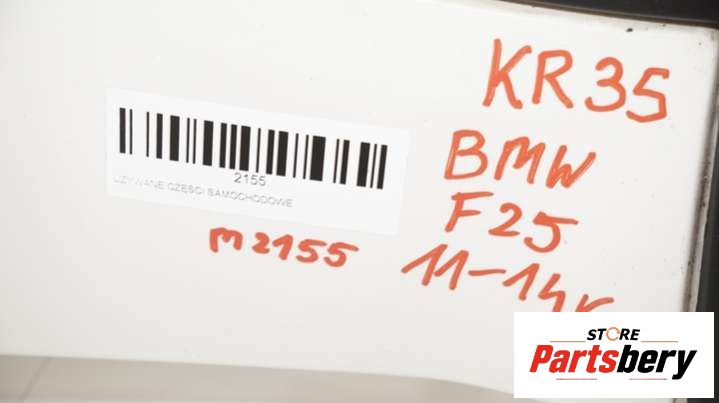 KR35
2155
UŻYWANE CZĘŚCI SAMOCHODOWE
BMW
F25
m2155
11-14r
STORE
Partsbery